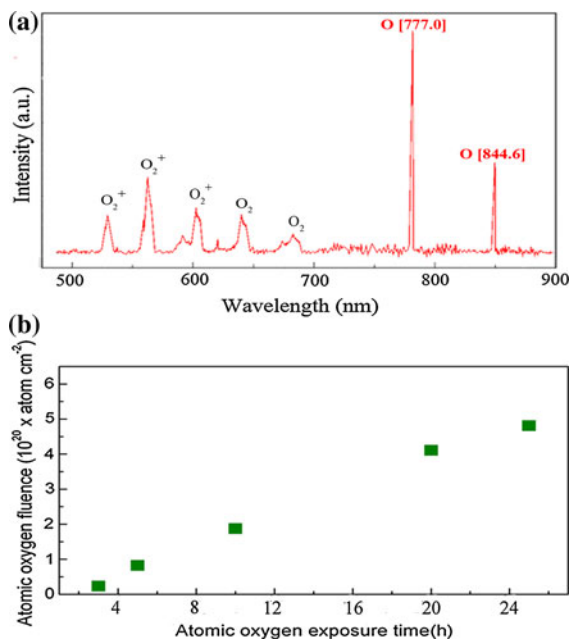 (a)
O [777.0]
O [844.6]
O₂⁺
O₂⁺
O₂⁺
O₂
O₂
Intensity (a.u.)
500 600 700 800 900
Wavelength (nm)
(b)
Atomic oxygen fluence (10²⁰ x atom cm⁻²)
6
5
4
3
2
1
0
4 8 12 16 20 24
Atomic oxygen exposure time(h)